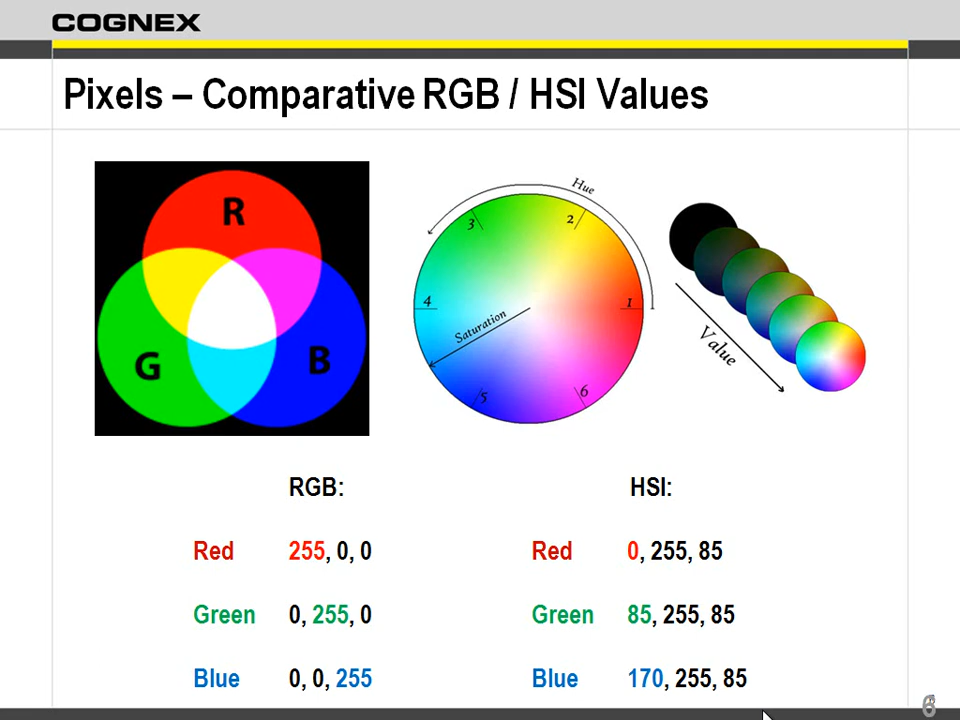 COGNEX
Pixels – Comparative RGB / HSI Values
R
G
B
Hue
1
2
3
4
5
6
Saturation
Value
RGB:
Red 255, 0, 0
Green 0, 255, 0
Blue 0, 0, 255
HSI:
Red 0, 255, 85
Green 85, 255, 85
Blue 170, 255, 85
6